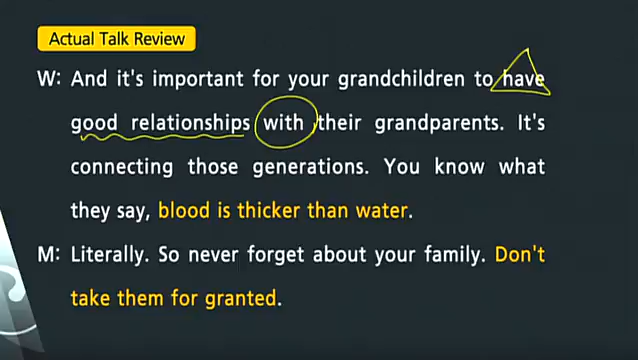 Actual Talk Review
W: And it's important for your grandchildren to have
good relationships with their grandparents. It's
connecting those generations. You know what
they say, blood is thicker than water.
M: Literally. So never forget about your family. Don't
take them for granted.